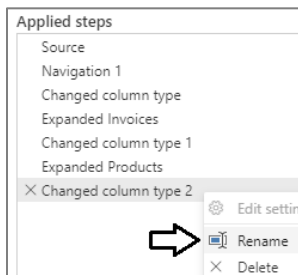 Applied steps
Source
Navigation 1
Changed column type
Expanded Invoices
Changed column type 1
Expanded Products
Changed column type 2
Edit settin
Rename
Delete